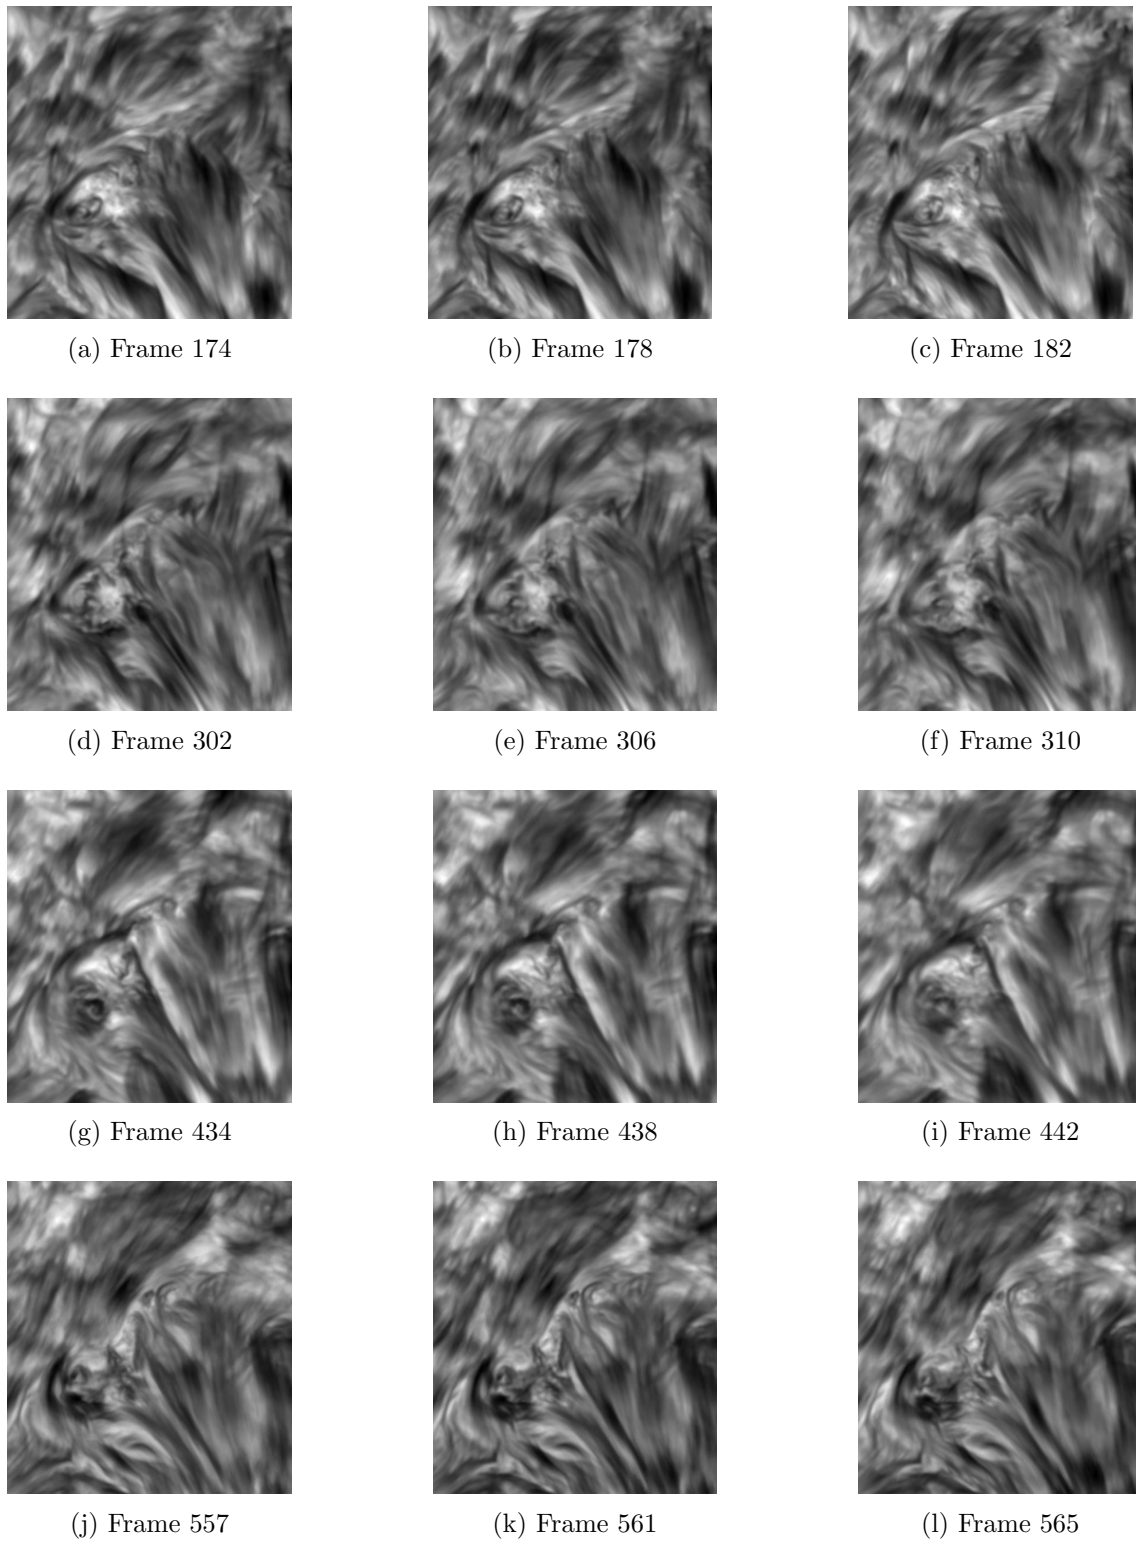 (a) Frame 174
(b) Frame 178
(c) Frame 182
(d) Frame 302
(e) Frame 306
(f) Frame 310
(g) Frame 434
(h) Frame 438
(i) Frame 442
(j) Frame 557
(k) Frame 561
(l) Frame 565